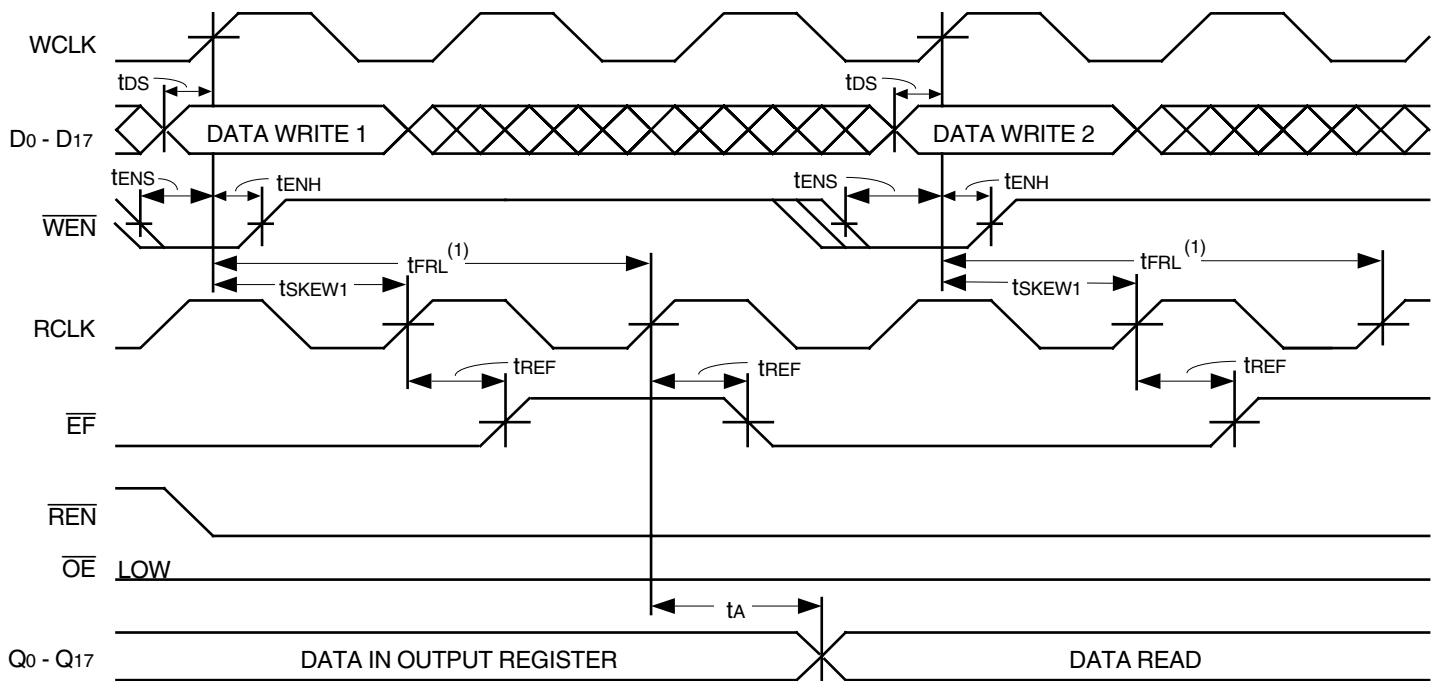 WCLK
tDS
tDS
D0 - D17
DATA WRITE 1
DATA WRITE 2
tENS
tENH
tENS
tENH
WEN
tFRL(1)
tFRL(1)
tSKEW1
tSKEW1
RCLK
tREF
tREF
tREF
EF
REN
OE
LOW
tA
Q0 - Q17
DATA IN OUTPUT REGISTER
DATA READ